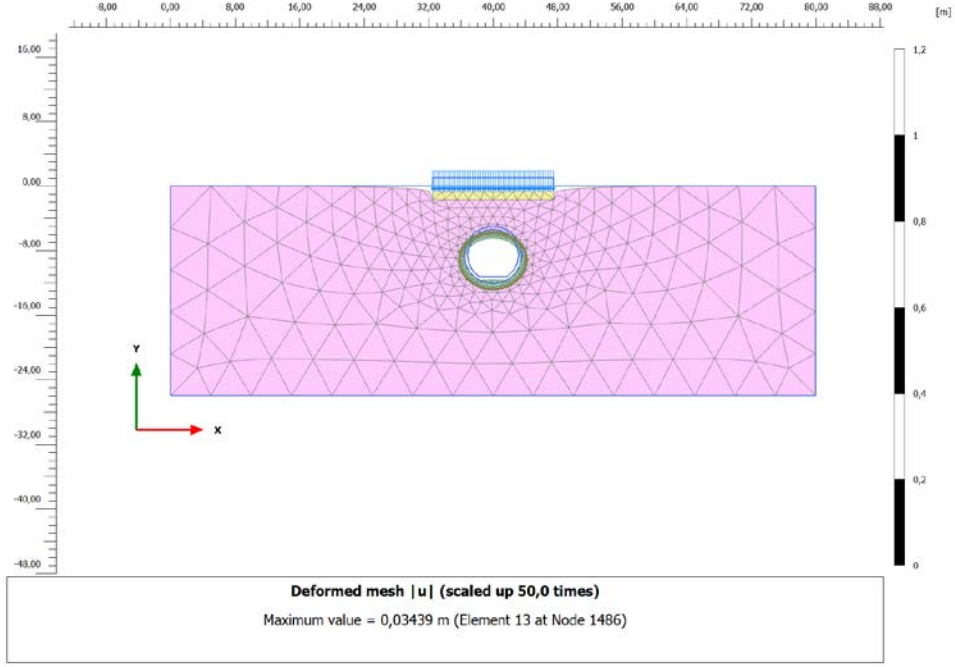 -8,00 0,00 8,00 16,00 24,00 32,00 40,00 48,00 56,00 64,00 72,00 80,00 88,00
[m]
16,00
8,00
0,00
-8,00
-16,00
-24,00
-32,00
-40,00
-48,00
Y
X
1,2
1
0,8
0,6
0,4
0,2
0
Deformed mesh |u| (scaled up 50,0 times)
Maximum value = 0,03439 m (Element 13 at Node 1486)